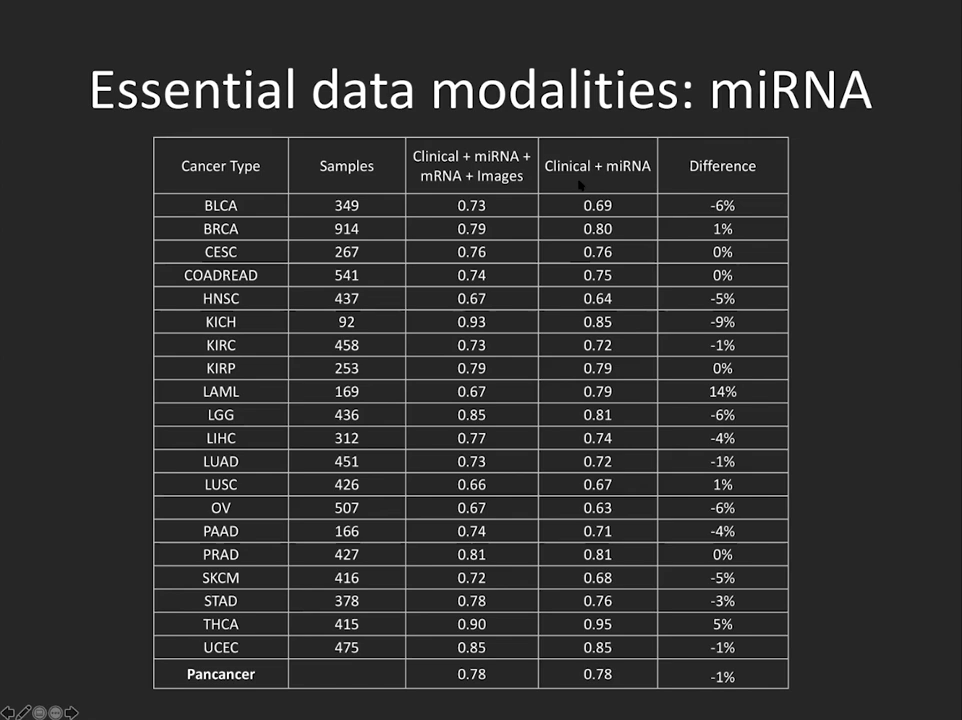 Essential data modalities: miRNA
Cancer Type Samples Clinical + miRNA + mRNA + Images Clinical + miRNA Difference
BLCA 349 0.73 0.69 -6%
BRCA 914 0.79 0.80 1%
CESC 267 0.76 0.76 0%
COADREAD 541 0.74 0.75 0%
HNSC 437 0.67 0.64 -5%
KICH 92 0.93 0.85 -9%
KIRC 458 0.73 0.72 -1%
KIRP 253 0.79 0.79 0%
LAML 169 0.67 0.79 14%
LGG 436 0.85 0.81 -6%
LIHC 312 0.77 0.74 -4%
LUAD 451 0.73 0.72 -1%
LUSC 426 0.66 0.67 1%
OV 507 0.67 0.63 -6%
PAAD 166 0.74 0.71 -4%
PRAD 427 0.81 0.81 0%
SKCM 416 0.72 0.68 -5%
STAD 378 0.78 0.76 -3%
THCA 415 0.90 0.95 5%
UCEC 475 0.85 0.85 -1%
Pancancer 0.78 0.78 -1%